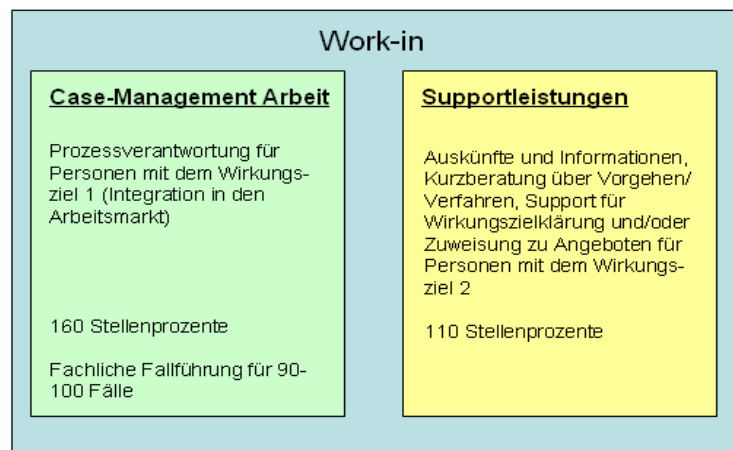 Work-in
Case-Management Arbeit
Prozessverantwortung für
Personen mit dem Wirkungs-
ziel 1 (Integration in den
Arbeitsmarkt)
160 Stellenprozente
Fachliche Fallführung für 90-
100 Fälle
Supportleistungen
Auskünfte und Informationen,
Kurzberatung über Vorgehen/
Verfahren, Support für
Wirkungszielklärung und/oder
Zuweisung zu Angeboten für
Personen mit dem Wirkungs-
ziel 2
110 Stellenprozente